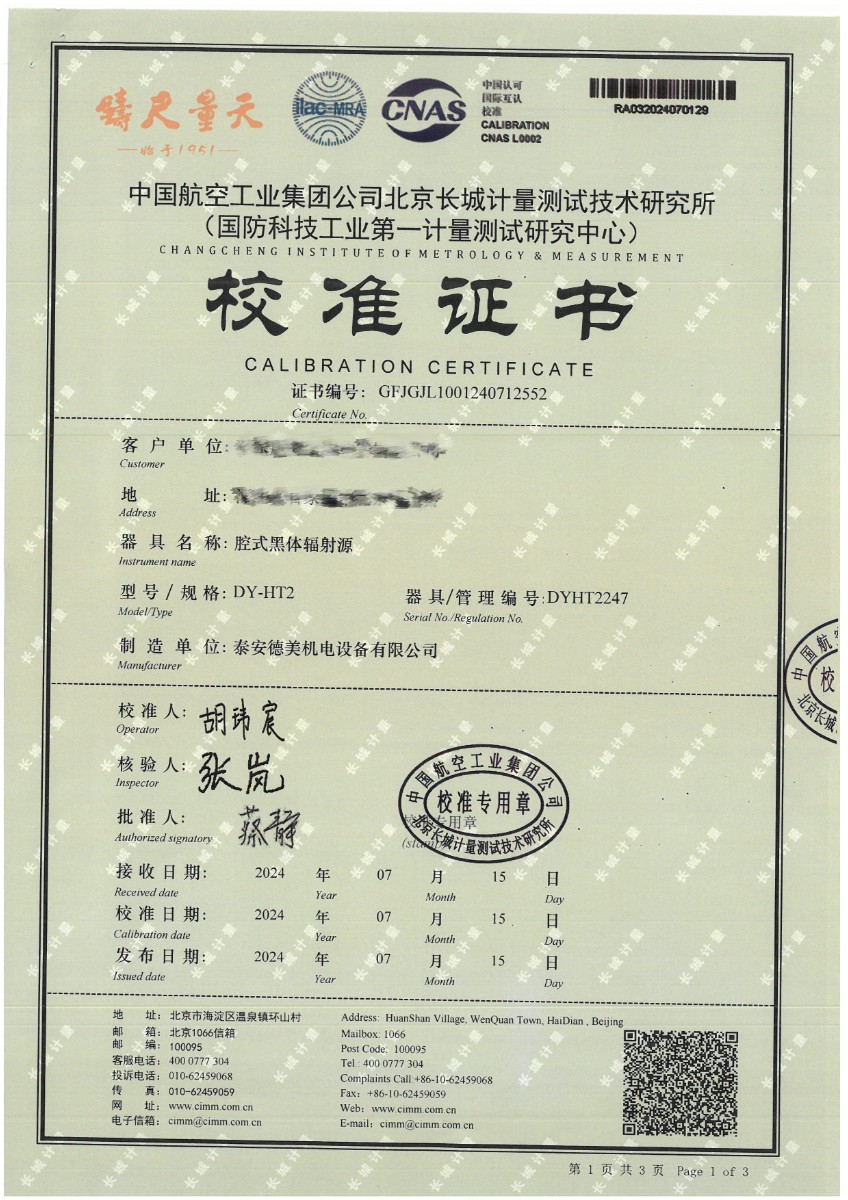 鑄尺量天
始于1951
ilac-MRA
CNAS
中国认可
国际互认
校准
CALIBRATION
CNAS L0002
RA032024070129
中国航空工业集团公司北京长城计量测试技术研究所
（国防科技工业第一计量测试研究中心）
CHANGCHENG INSTITUTE OF METROLOGY & MEASUREMENT
校准证书
CALIBRATION CERTIFICATE
证书编号: GFJGJL1001240712552
Certificate No.
客户单位:
Customer
地址:
Address
器具名称: 腔式黑体辐射源
Instrument name
型号/规格: DY-HT2 器具/管理编号:DYHT2247
Model/Type Serial No./Regulation No.
制造单位: 泰安德美机电设备有限公司
Manufacturer
校准人: 胡玮宸
Operator
核验人: 张岚
Inspector
批准人: 蔡静
Authorized signatory
中国航空工业集团公司
校准专用章
北京长城计量测试技术研究所
(stamp)
接收日期: 2024 年 07 月 15 日
Received date Year Month Day
校准日期: 2024 年 07 月 15 日
Calibration date Year Month Day
发布日期: 2024 年 07 月 15 日
Issued date Year Month Day
地址: 北京市海淀区温泉镇环山村 Address: HuanShan Village, WenQuan Town, HaiDian , Beijing
邮箱: 北京1066信箱 Mailbox: 1066
邮编: 100095 Post Code: 100095
客服电话: 400 0777 304 Tel.: 400 0777 304
投诉电话: 010-62459068 Complaints Call:+86-10-62459068
传真: 010-62459059 Fax: +86-10-62459059
网址: www.cimm.com.cn Web: www.cimm.com.cn
电子信箱: cimm@cimm.com.cn E-mail: cimm@cimm.com.cn
第 1 页 共 3 页 Page 1 of 3